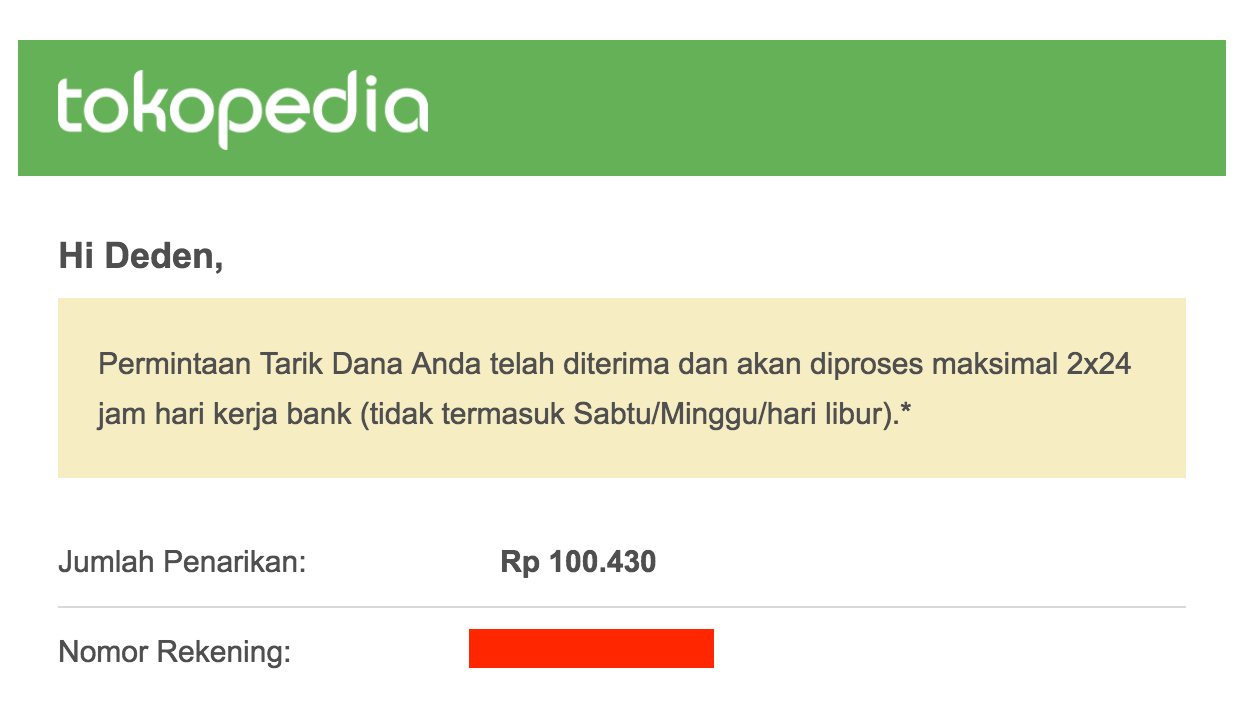 tokopedia
Hi Deden,
Permintaan Tarik Dana Anda telah diterima dan akan diproses maksimal 2x24
jam hari kerja bank (tidak termasuk Sabtu/Minggu/hari libur).*
Jumlah Penarikan: Rp 100.430
Nomor Rekening: